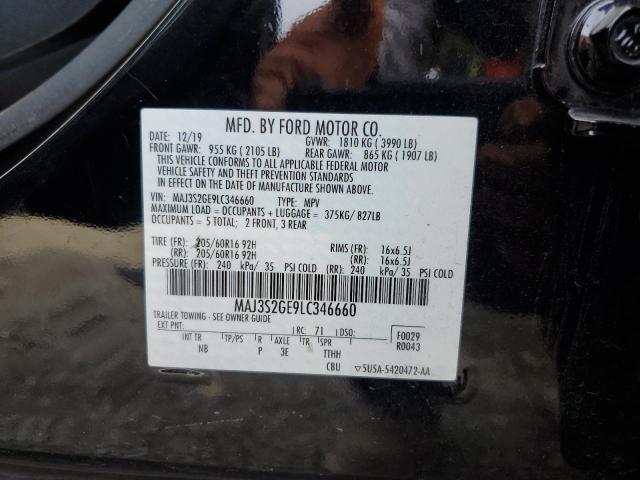 MFD. BY FORD MOTOR CO.
DATE: 12/19 GVWR: 1810 KG ( 3990 LB)
FRONT GAWR: 955 KG ( 2105 LB) REAR GAWR: 865 KG ( 1907 LB)
THIS VEHICLE CONFORMS TO ALL APPLICABLE FEDERAL MOTOR
VEHICLE SAFETY AND THEFT PREVENTION STANDARDS
IN EFFECT ON THE DATE OF MANUFACTURE SHOWN ABOVE.
VIN: MAJ3S2GE9LC346660 TYPE: MPV
MAXIMUM LOAD = OCCUPANTS + LUGGAGE = 375KG/ 827LB
OCCUPANTS = 5 TOTAL; 2 FRONT, 3 REAR
TIRE (FR): 205/60R16 92H RIMS (FR): 16x6.5J
(RR): 205/60R16 92H (RR): 16x6.5J
PRESSURE (FR): 240 kPa/ 35 PSI COLD (RR): 240 kPa/ 35 PSI COLD
MAJ3S2GE9LC346660
TRAILER TOWING - SEE OWNER GUIDE
EXT PNT: RC: 71 DSO: F0029
R0043
INT TR TP/PS R AXLE TR SPR
NB P 3E TTHH
CBU ▽5U5A-5420472-AA